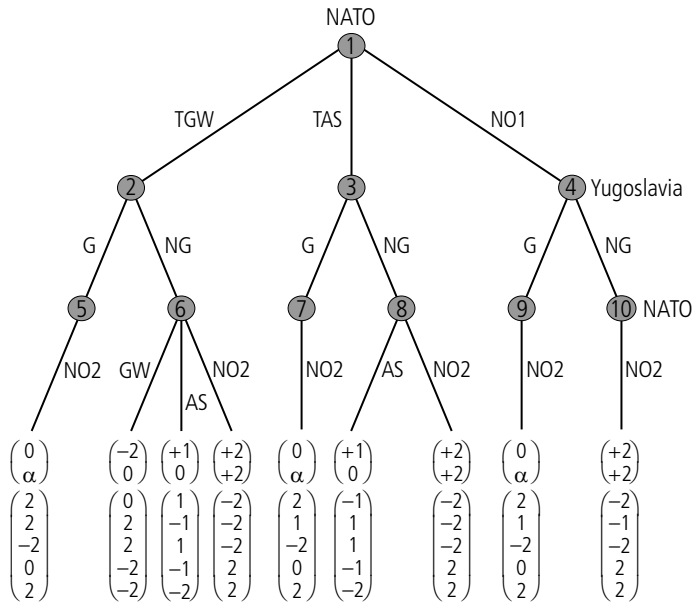 NATO
1
TGW TAS NO1
2 3 4 Yugoslavia
G NG G NG G NG
5 6 7 8 9 10 NATO
NO2 GW NO2 NO2 AS NO2 NO2 NO2
AS
0 −2 +1 +2 0 +1 +2 0 +2
α 0 0 +2 α 0 +2 α +2
2 0 1 −2 2 −1 −2 2 −2
2 2 −1 −2 1 1 −2 1 −1
−2 2 1 −2 −2 1 −2 −2 −2
0 −2 −1 2 0 −1 2 0 2
2 −2 −2 2 2 −2 2 2 2